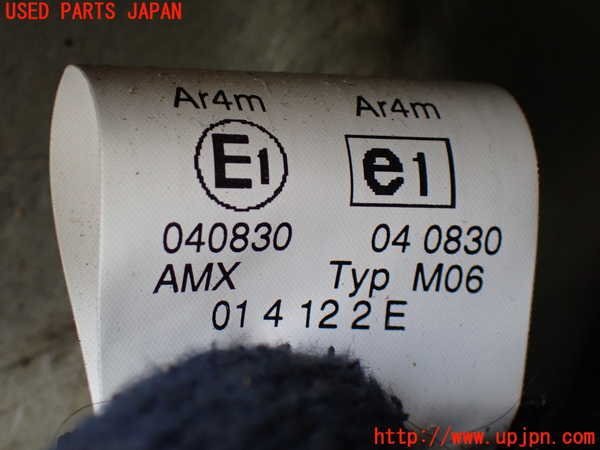 USED PARTS JAPAN
Ar4m Ar4m
E1 e1
040830 04 0830
AMX Typ M06
01 4 12 2 E
http://www.upjpn.com